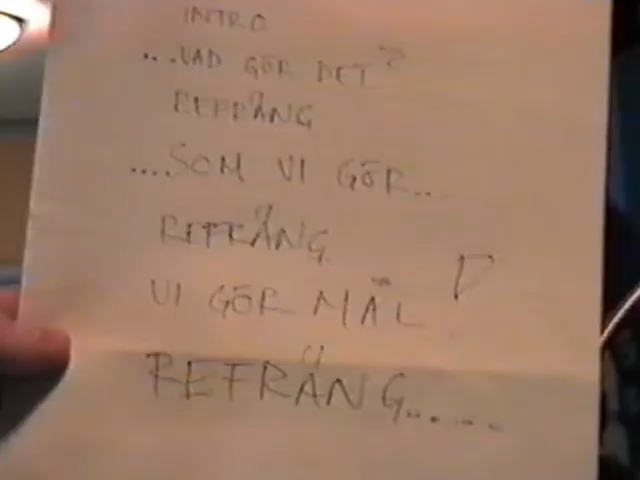 INTRO
...VAD GÖR DET?
REFRÄNG
....SOM VI GÖR...
REFRÄNG
VI GÖR MÅL !
REFRÄNG......